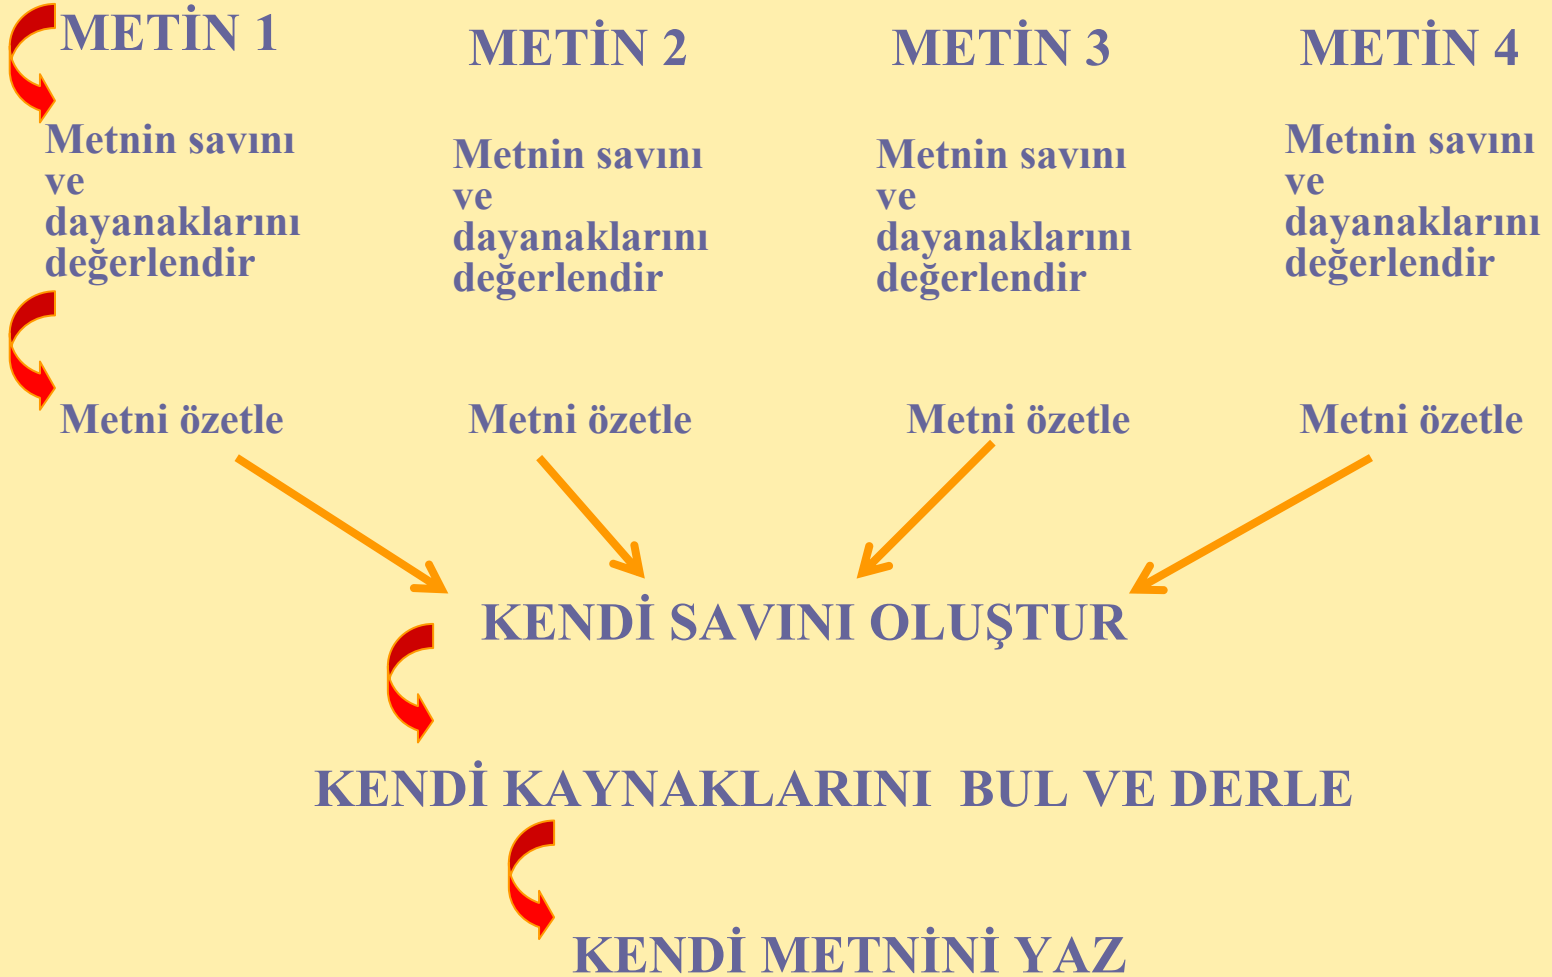 METİN 1
METİN 2
METİN 3
METİN 4
Metnin savını
ve
dayanaklarını
değerlendir
Metnin savını
ve
dayanaklarını
değerlendir
Metnin savını
ve
dayanaklarını
değerlendir
Metnin savını
ve
dayanaklarını
değerlendir
Metni özetle
Metni özetle
Metni özetle
Metni özetle
KENDİ SAVINI OLUŞTUR
KENDİ KAYNAKLARINI BUL VE DERLE
KENDİ METNİNİ YAZ